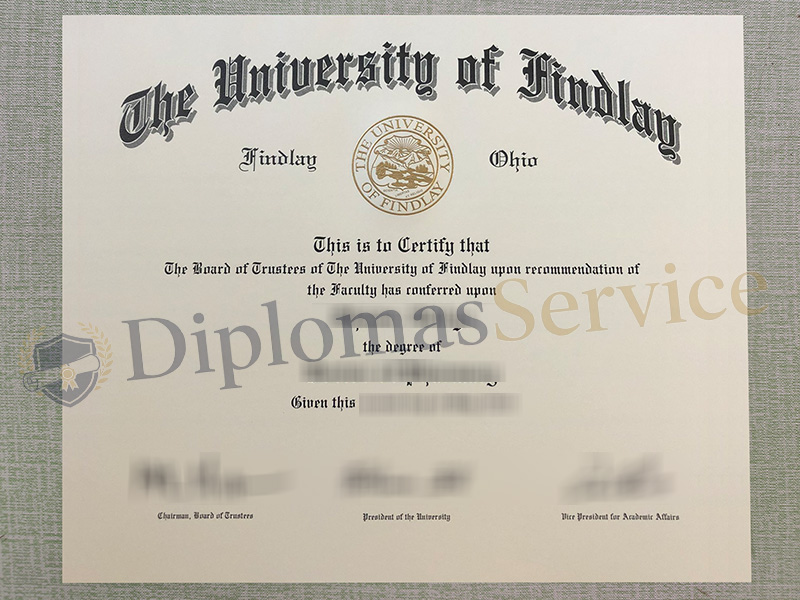 The University of Findlay
Findlay
Ohio
THE UNIVERSITY OF FINDLAY
This is to Certify that
The Board of Trustees of The University of Findlay upon recommendation of
the Faculty has conferred upon
DiplomasService
the degree of
Given this
Chairman, Board of Trustees
President of the University
Vice President for Academic Affairs